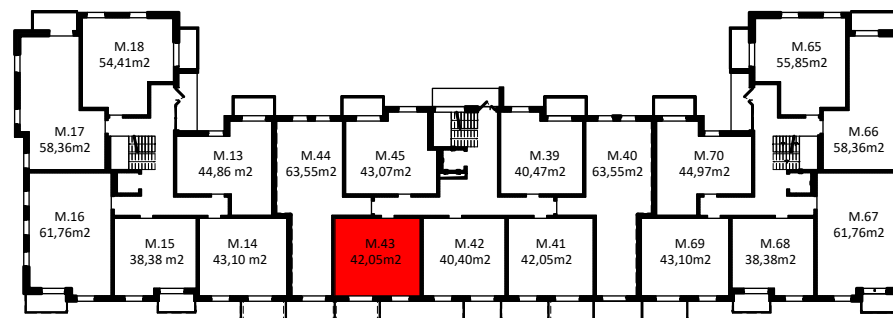 M.18
54,41m2
M.65
55,85m2
M.17
58,36m2
M.13
44,86 m2
M.44
63,55m2
M.45
43,07m2
M.39
40,47m2
M.40
63,55m2
M.70
44,97m2
M.66
58,36m2
M.16
61,76m2
M.15
38,38 m2
M.14
43,10 m2
M.43
42,05m2
M.42
40,40m2
M.41
42,05m2
M.69
43,10m2
M.68
38,38m2
M.67
61,76m2